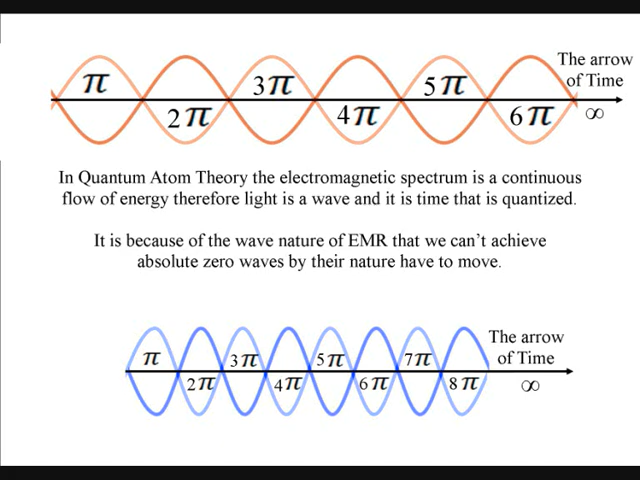 The arrow
of Time
∞
π
2π
3π
4π
5π
6π
In Quantum Atom Theory the electromagnetic spectrum is a continuous
flow of energy therefore light is a wave and it is time that is quantized.
It is because of the wave nature of EMR that we can't achieve
absolute zero waves by their nature have to move.
The arrow
of Time
∞
π
2π
3π
4π
5π
6π
7π
8π